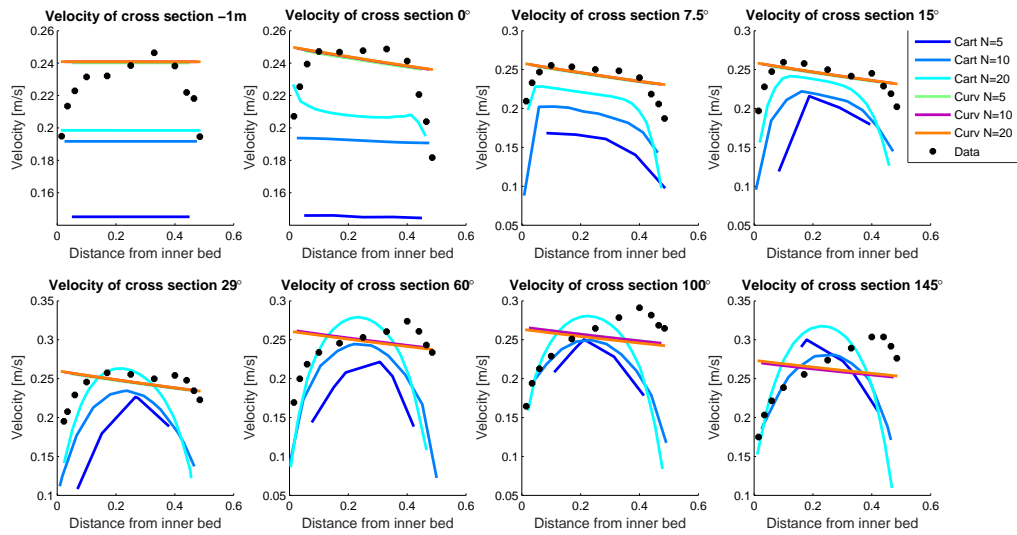 Velocity of cross section −1m
Velocity [m/s]
0.26
0.24
0.22
0.2
0.18
0.16
0 0.2 0.4 0.6
Distance from inner bed
Velocity of cross section 0°
Velocity [m/s]
0.26
0.24
0.22
0.2
0.18
0.16
0 0.2 0.4 0.6
Distance from inner bed
Velocity of cross section 7.5°
Velocity [m/s]
0.3
0.25
0.2
0.15
0.1
0.05
0 0.2 0.4 0.6
Distance from inner bed
Velocity of cross section 15°
Velocity [m/s]
0.3
0.25
0.2
0.15
0.1
0.05
0 0.2 0.4 0.6
Distance from inner bed
Cart N=5
Cart N=10
Cart N=20
Curv N=5
Curv N=10
Curv N=20
Data
Velocity of cross section 29°
Velocity [m/s]
0.35
0.3
0.25
0.2
0.15
0.1
0 0.2 0.4 0.6
Distance from inner bed
Velocity of cross section 60°
Velocity [m/s]
0.3
0.25
0.2
0.15
0.1
0.05
0 0.2 0.4 0.6
Distance from inner bed
Velocity of cross section 100°
Velocity [m/s]
0.3
0.25
0.2
0.15
0.1
0.05
0 0.2 0.4 0.6
Distance from inner bed
Velocity of cross section 145°
Velocity [m/s]
0.35
0.3
0.25
0.2
0.15
0.1
0 0.2 0.4 0.6
Distance from inner bed